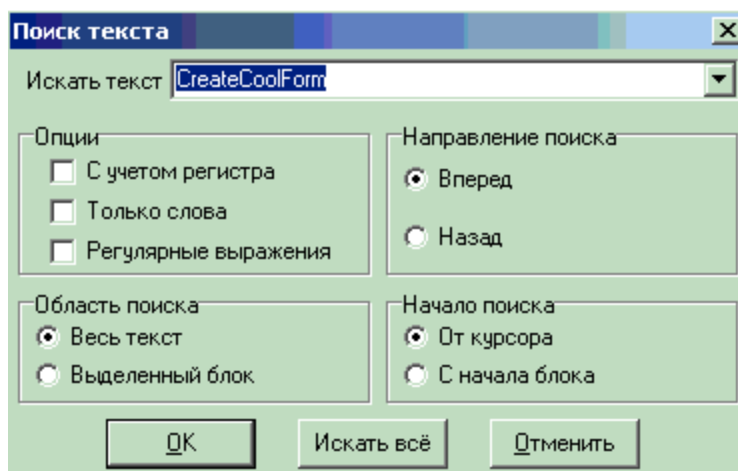 Поиск текста
Искать текст CreateCoolForm
Опции
С учетом регистра
Только слова
Регулярные выражения
Направление поиска
Вперед
Назад
Область поиска
Весь текст
Выделенный блок
Начало поиска
От курсора
С начала блока
OK Искать всё Отменить